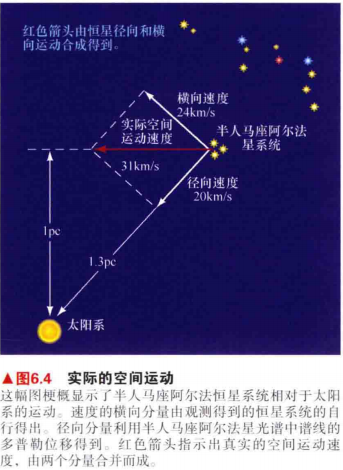 红色箭头由恒星径向和横
向运动合成得到。
横向速度
24km/s
实际空间
运动速度
半人马座阿尔法
星系统
31km/s
径向速度
20km/s
1pc
1.3pc
太阳系
▲图6.4 实际的空间运动
这幅图梗概显示了半人马座阿尔法恒星系统相对于太阳
系的运动。速度的横向分量由观测得到的恒星系统的自
行得出。径向分量利用半人马座阿尔法星光谱中谱线的
多普勒位移得到。红色箭头指示出真实的空间运动速
度，由两个分量合并而成。